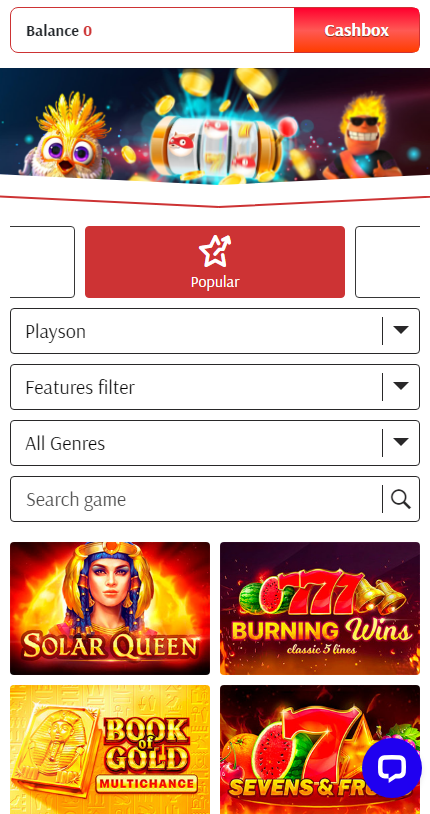 Balance 0
Cashbox
Popular
Playson
Features filter
All Genres
Search game
SOLAR QUEEN
777
BURNING Wins
classic 5 lines
BOOK
of
GOLD
MULTICHANCE
7
SEVENS & FRU